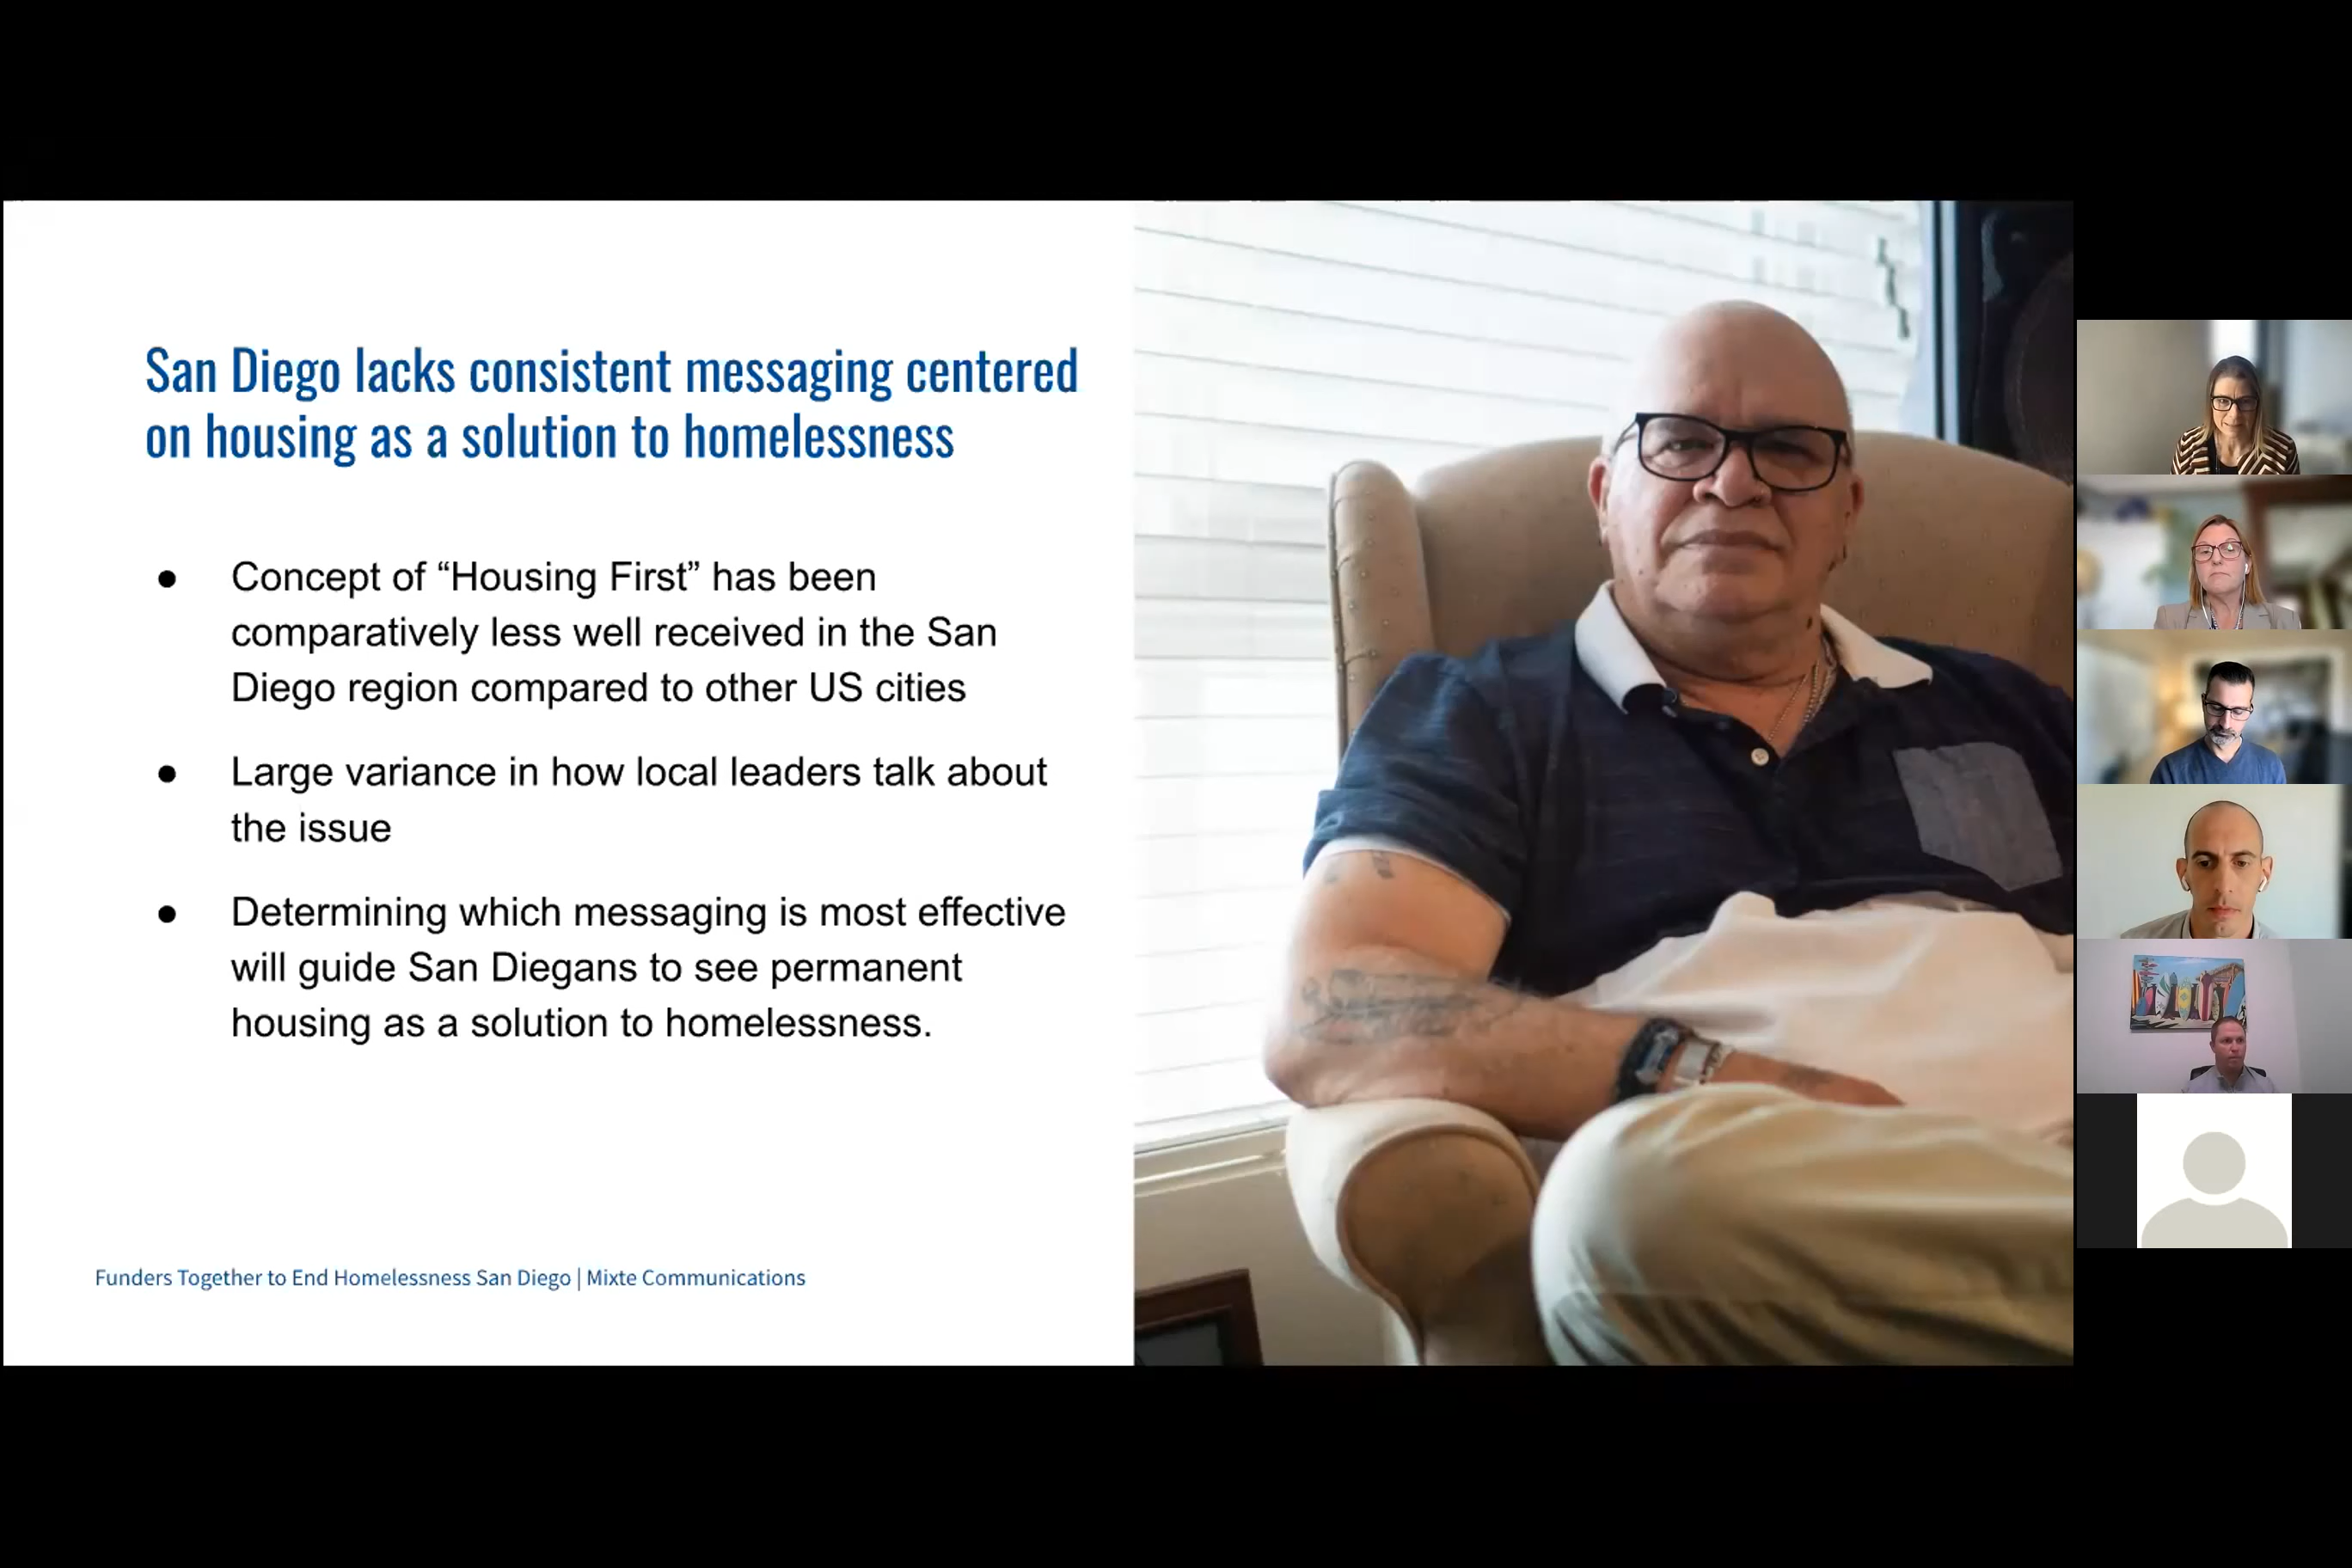 San Diego lacks consistent messaging centered
on housing as a solution to homelessness
● Concept of “Housing First” has been
comparatively less well received in the San
Diego region compared to other US cities
● Large variance in how local leaders talk about
the issue
● Determining which messaging is most effective
will guide San Diegans to see permanent
housing as a solution to homelessness.
Funders Together to End Homelessness San Diego | Mixte Communications